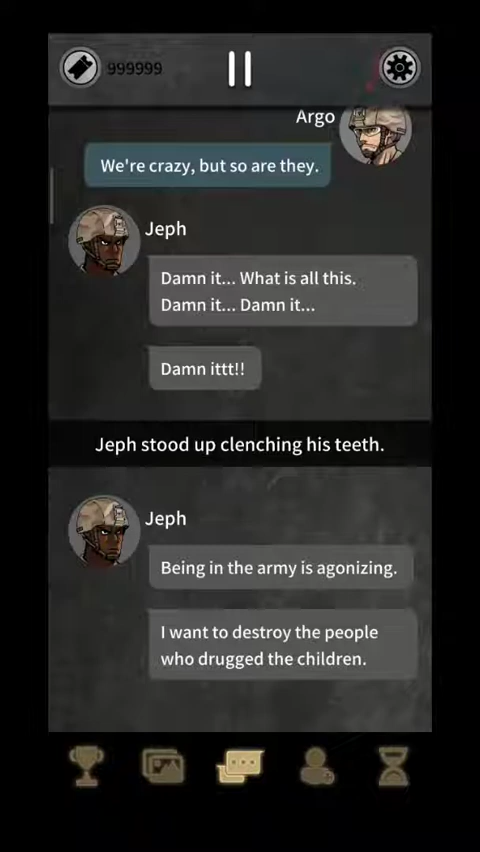 999999
Argo
We're crazy, but so are they.
Jeph
Damn it... What is all this.
Damn it... Damn it...
Damn ittt!!
Jeph stood up clenching his teeth.
Jeph
Being in the army is agonizing.
I want to destroy the people
who drugged the children.